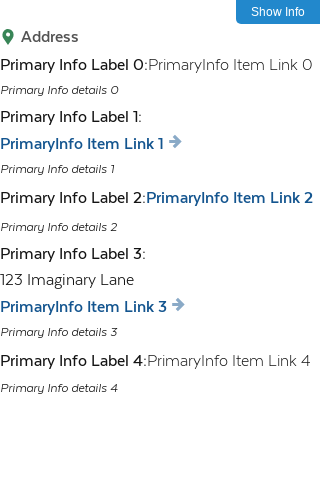 Show Info
Address
Primary Info Label 0:PrimaryInfo Item Link 0
Primary Info details 0
Primary Info Label 1:
PrimaryInfo Item Link 1
Primary Info details 1
Primary Info Label 2:PrimaryInfo Item Link 2
Primary Info details 2
Primary Info Label 3:
123 Imaginary Lane
PrimaryInfo Item Link 3
Primary Info details 3
Primary Info Label 4:PrimaryInfo Item Link 4
Primary Info details 4